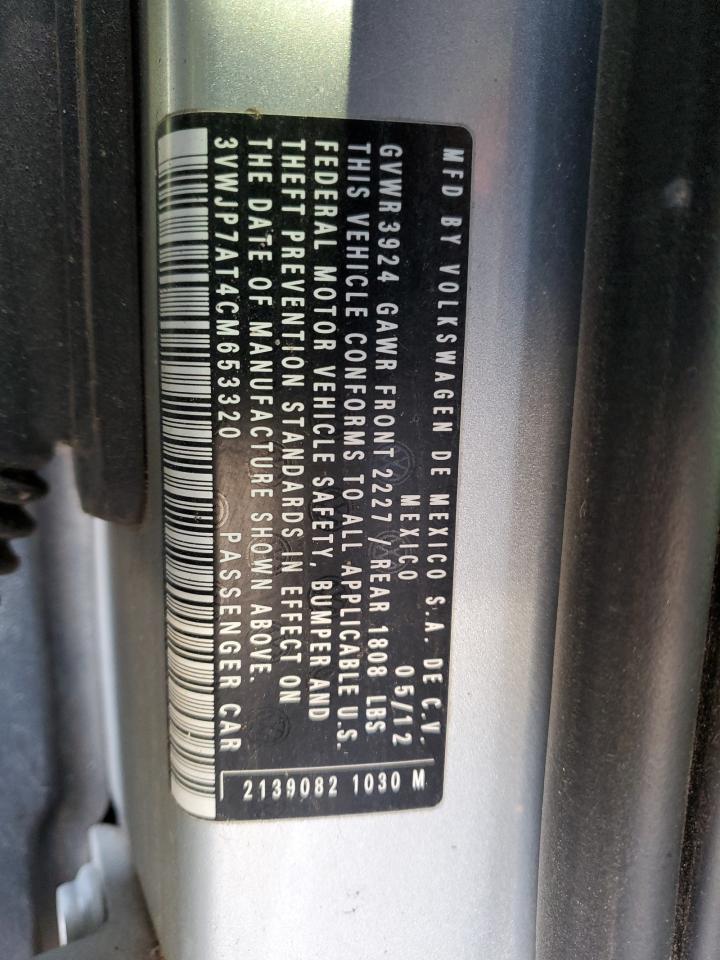 MFD BY VOLKSWAGEN DE MEXICO S.A. DE C.V.
MEXICO 05/12
GVWR 3924 GAWR FRONT 2227 / REAR 1808 LBS
THIS VEHICLE CONFORMS TO ALL APPLICABLE U.S.
FEDERAL MOTOR VEHICLE SAFETY, BUMPER AND
THEFT PREVENTION STANDARDS IN EFFECT ON
THE DATE OF MANUFACTURE SHOWN ABOVE.
3VWJP7AT4CM653320 PASSENGER CAR
2139082 1030 M